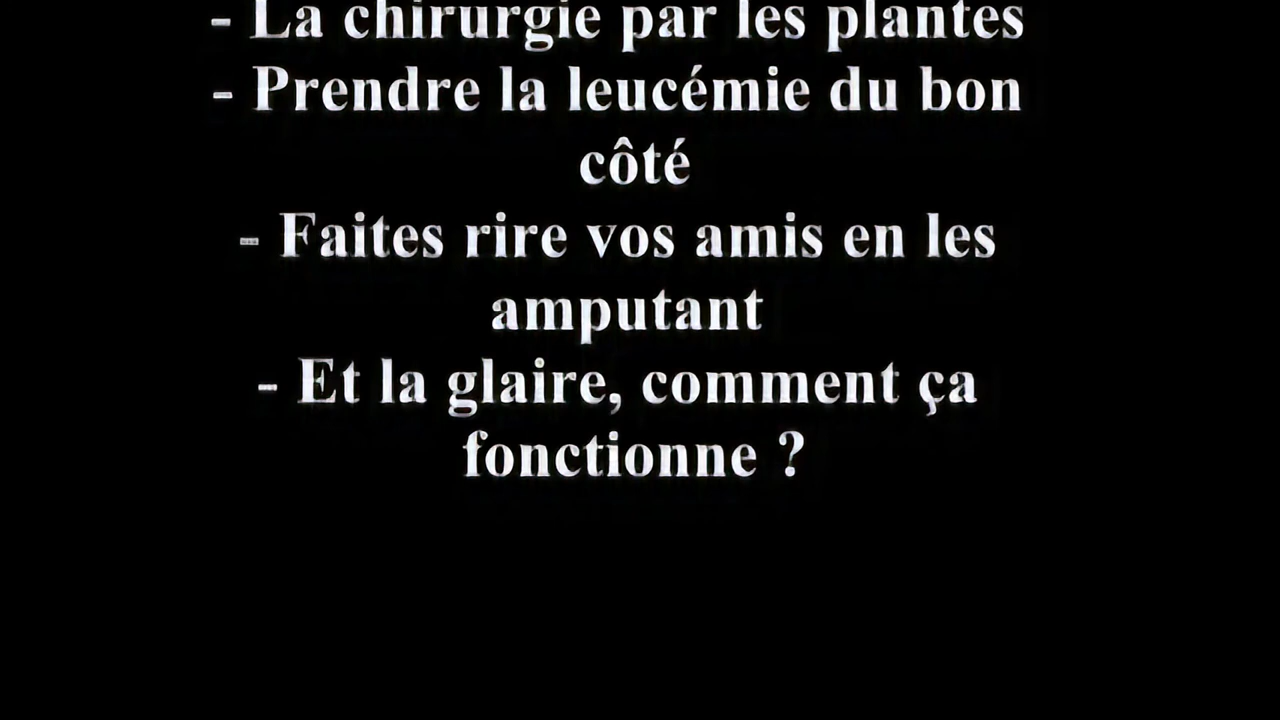 - La chirurgie par les plantes
- Prendre la leucémie du bon
côté
- Faites rire vos amis en les
amputant
- Et la glaire, comment ça
fonctionne ?